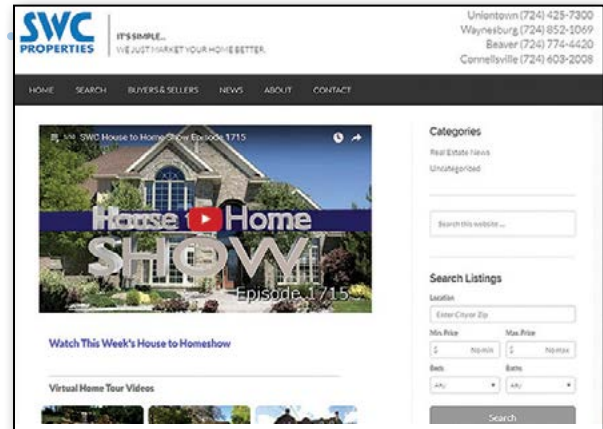 SWC
PROPERTIES
IT'S SIMPLE...
WE JUST MARKET YOUR HOME BETTER.
Uniontown (724) 425-7300
Waynesburg (724) 852-1069
Beaver (724) 774-4420
Connellsville (724) 603-2008
HOME SEARCH BUYERS & SELLERS NEWS ABOUT CONTACT
SWC House to Home Show Episode 1715
House to Home
SHOW
Episode 1715
Watch This Week's House to Homeshow
Virtual Home Tour Videos
Categories
Real Estate News
Uncategorized
Search this website ...
Search Listings
Location
Enter City or Zip
Min. Price Max. Price
$ No min $ No max
Beds Baths
Any Any
Search